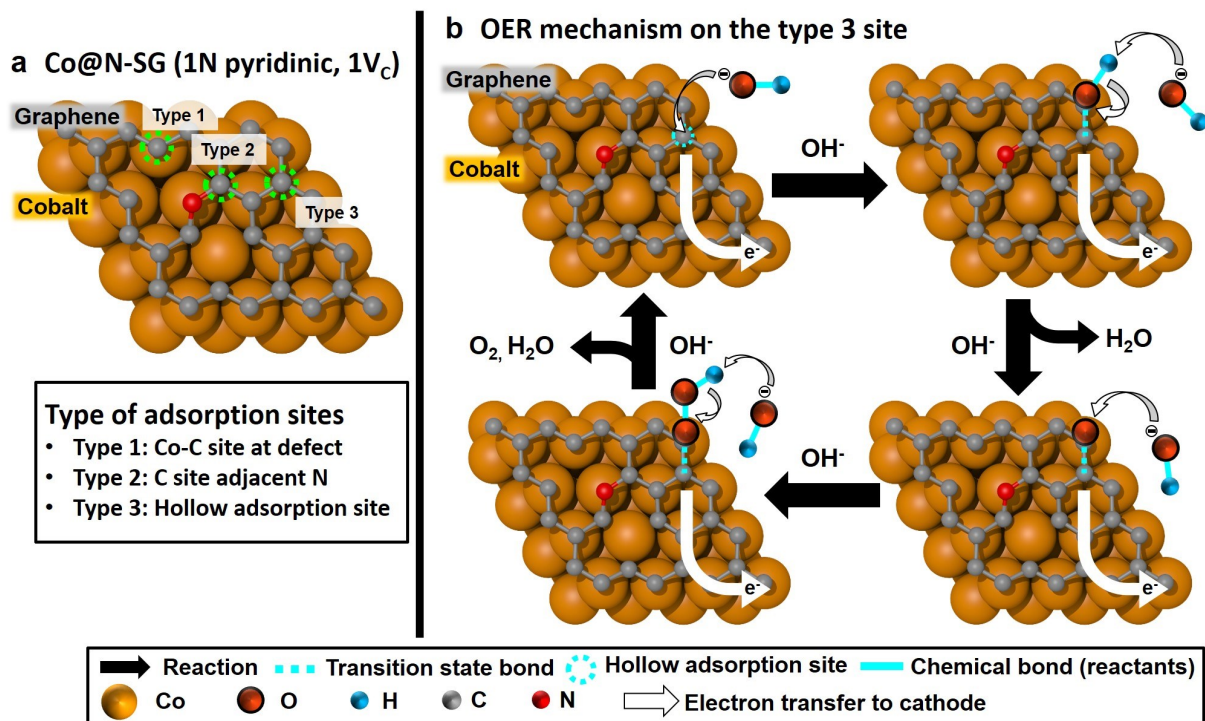 a Co@N-SG (1N pyridinic, 1V_C)
Graphene
Type 1
Type 2
Cobalt
Type 3
Type of adsorption sites
• Type 1: Co-C site at defect
• Type 2: C site adjacent N
• Type 3: Hollow adsorption site
b OER mechanism on the type 3 site
Graphene
Cobalt
e-
OH-
e-
OH-
H2O
e-
OH-
e-
O2, H2O
OH-
Reaction
Transition state bond
Hollow adsorption site
Chemical bond (reactants)
Co
O
H
C
N
Electron transfer to cathode